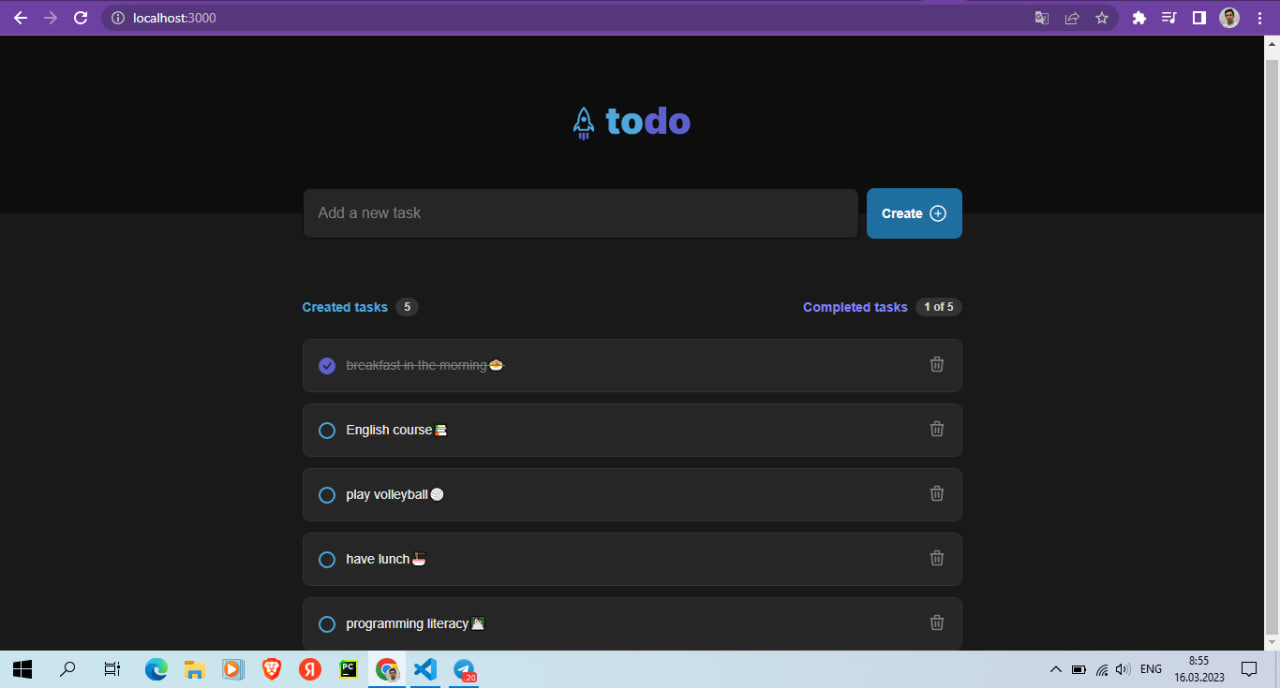 localhost:3000
todo
Add a new task
Create
Created tasks 5
Completed tasks 1 of 5
breakfast in the morning🍛
English course📚
play volleyball🏐
have lunch🍜
programming literacy
Я
PC
20
ENG
8:55
16.03.2023